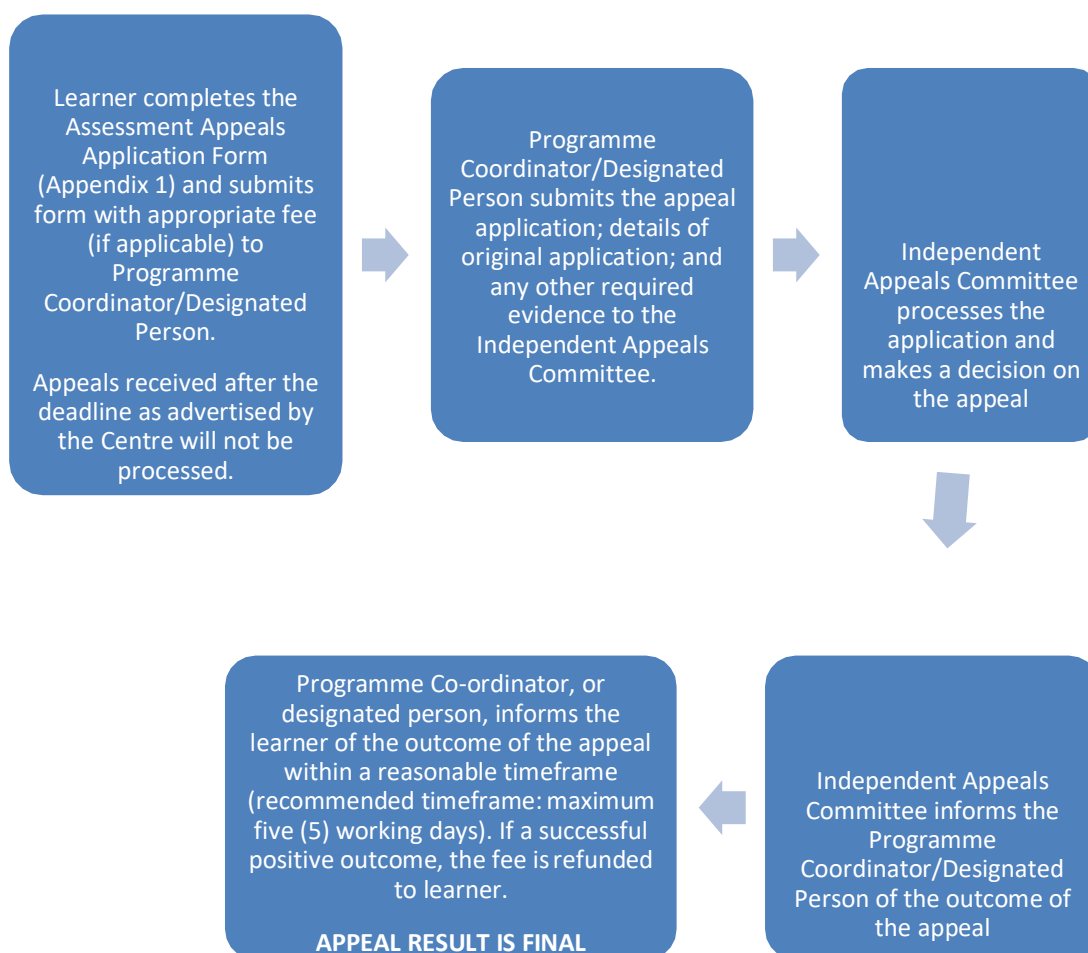 Learner completes the
Assessment Appeals
Application Form
(Appendix 1) and submits
form with appropriate fee
(if applicable) to
Programme
Coordinator/Designated
Person.
Appeals received after the
deadline as advertised by
the Centre will not be
processed.
Programme
Coordinator/Designated
Person submits the appeal
application; details of
original application; and
any other required
evidence to the
Independent Appeals
Committee.
Independent
Appeals Committee
processes the
application and
makes a decision on
the appeal
Independent Appeals
Committee informs the
Programme
Coordinator/Designated
Person of the outcome of
the appeal
Programme Co-ordinator, or
designated person, informs the
learner of the outcome of the appeal
within a reasonable timeframe
(recommended timeframe: maximum
five (5) working days). If a successful
positive outcome, the fee is refunded
to learner.
APPEAL RESULT IS FINAL